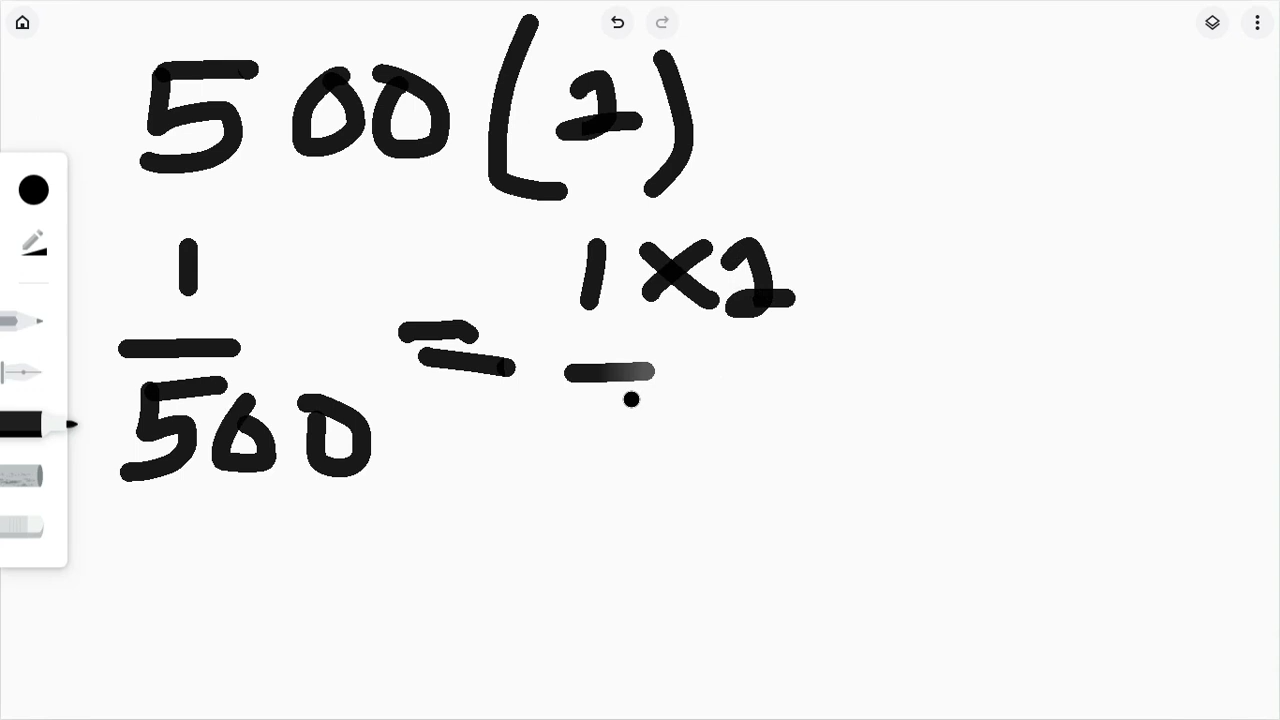 500(2)
1 1×2
— = —
500